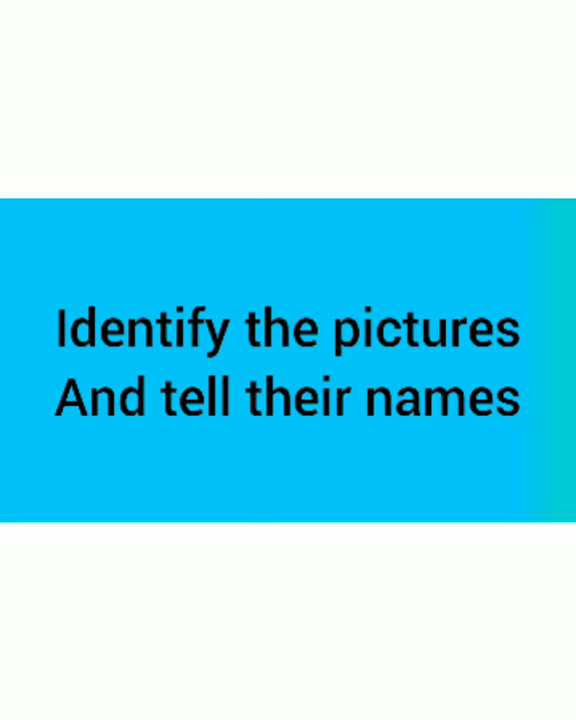 Identify the pictures
And tell their names